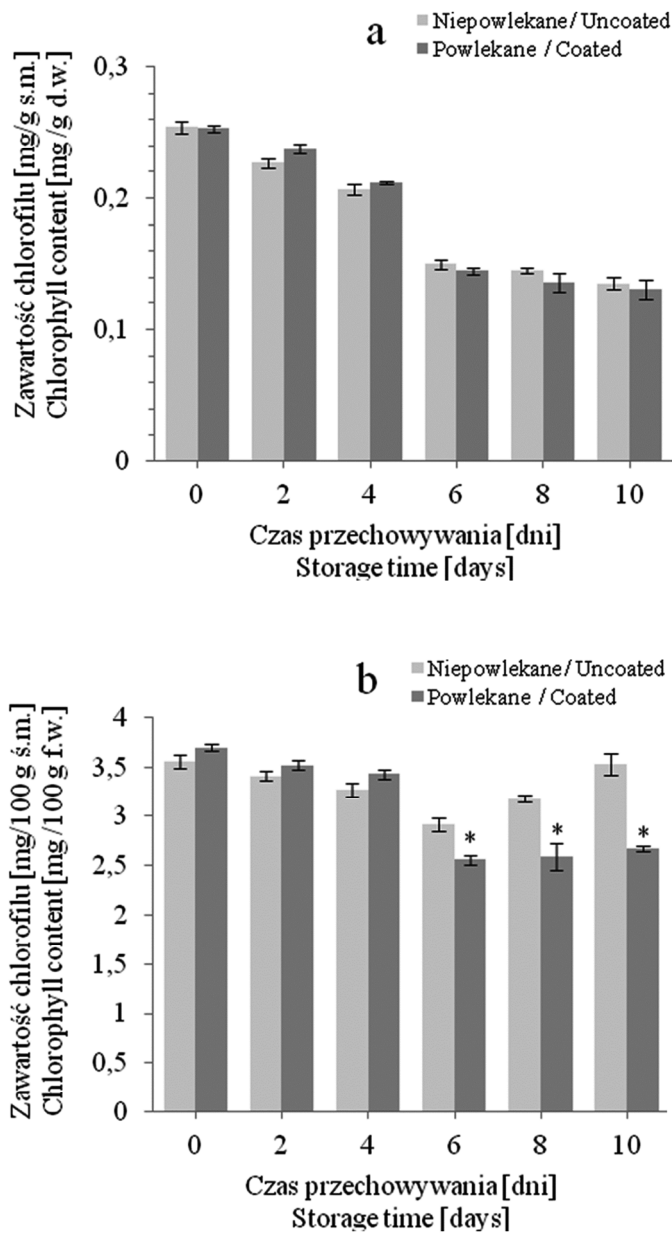 a
Niepowlekane / Uncoated
Powlekane / Coated
Zawartość chlorofilu [mg/g s.m.]
Chlorophyll content [mg /g d.w.]
0,3
0,2
0,1
0
0 2 4 6 8 10
Czas przechowywania [dni]
Storage time [days]
b
Niepowlekane / Uncoated
Powlekane / Coated
Zawartość chlorofilu [mg/100 g ś.m.]
Chlorophyll content [mg /100 g f.w.]
4
3,5
3
2,5
2
1,5
1
0,5
0
* * *
0 2 4 6 8 10
Czas przechowywania [dni]
Storage time [days]